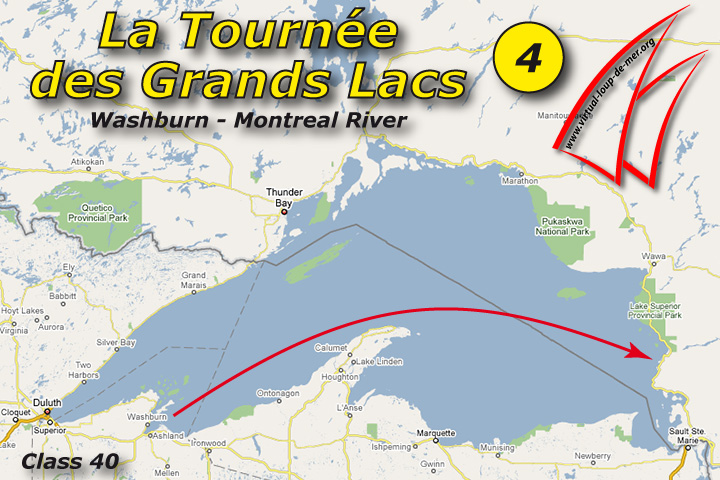 La Tournée
des Grands Lacs
4
Washburn - Montreal River
www.virtual-loup-de-mer.org
Atikokan
Quetico
Provincial Park
Thunder
Bay
Marathon
Pukaskwa
National Park
Wawa
Lake Superior
Provincial Park
Ely
Babbitt
Hoyt Lakes
Virginia
Aurora
Grand
Marais
Silver Bay
Two
Harbors
Duluth
Cloquet
Superior
Washburn
Ashland
Ironwood
Mellen
Ontonagon
Calumet
Lake Linden
Houghton
L'Anse
Ishpeming
Marquette
Gwinn
Munising
Newberry
Sault Ste.
Marie
Class 40